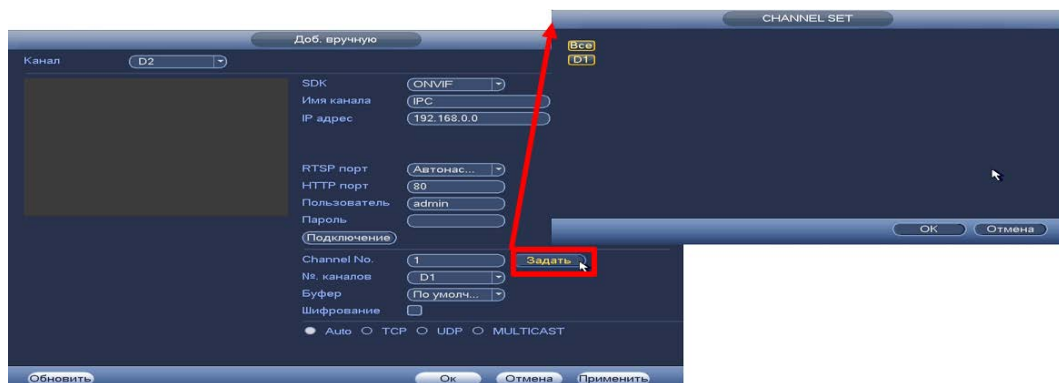 Доб. вручную
Канал D2
SDK ONVIF
Имя канала IPC
IP адрес 192.168.0.0
RTSP порт Автонас...
HTTP порт 80
Пользователь admin
Пароль
Подключение
Channel No. 1 Задать
№. каналов D1
Буфер По умолч...
Шифрование
Auto TCP UDP MULTICAST
Обновить Ок Отмена Применить
CHANNEL SET
Все
D1
OK Отмена